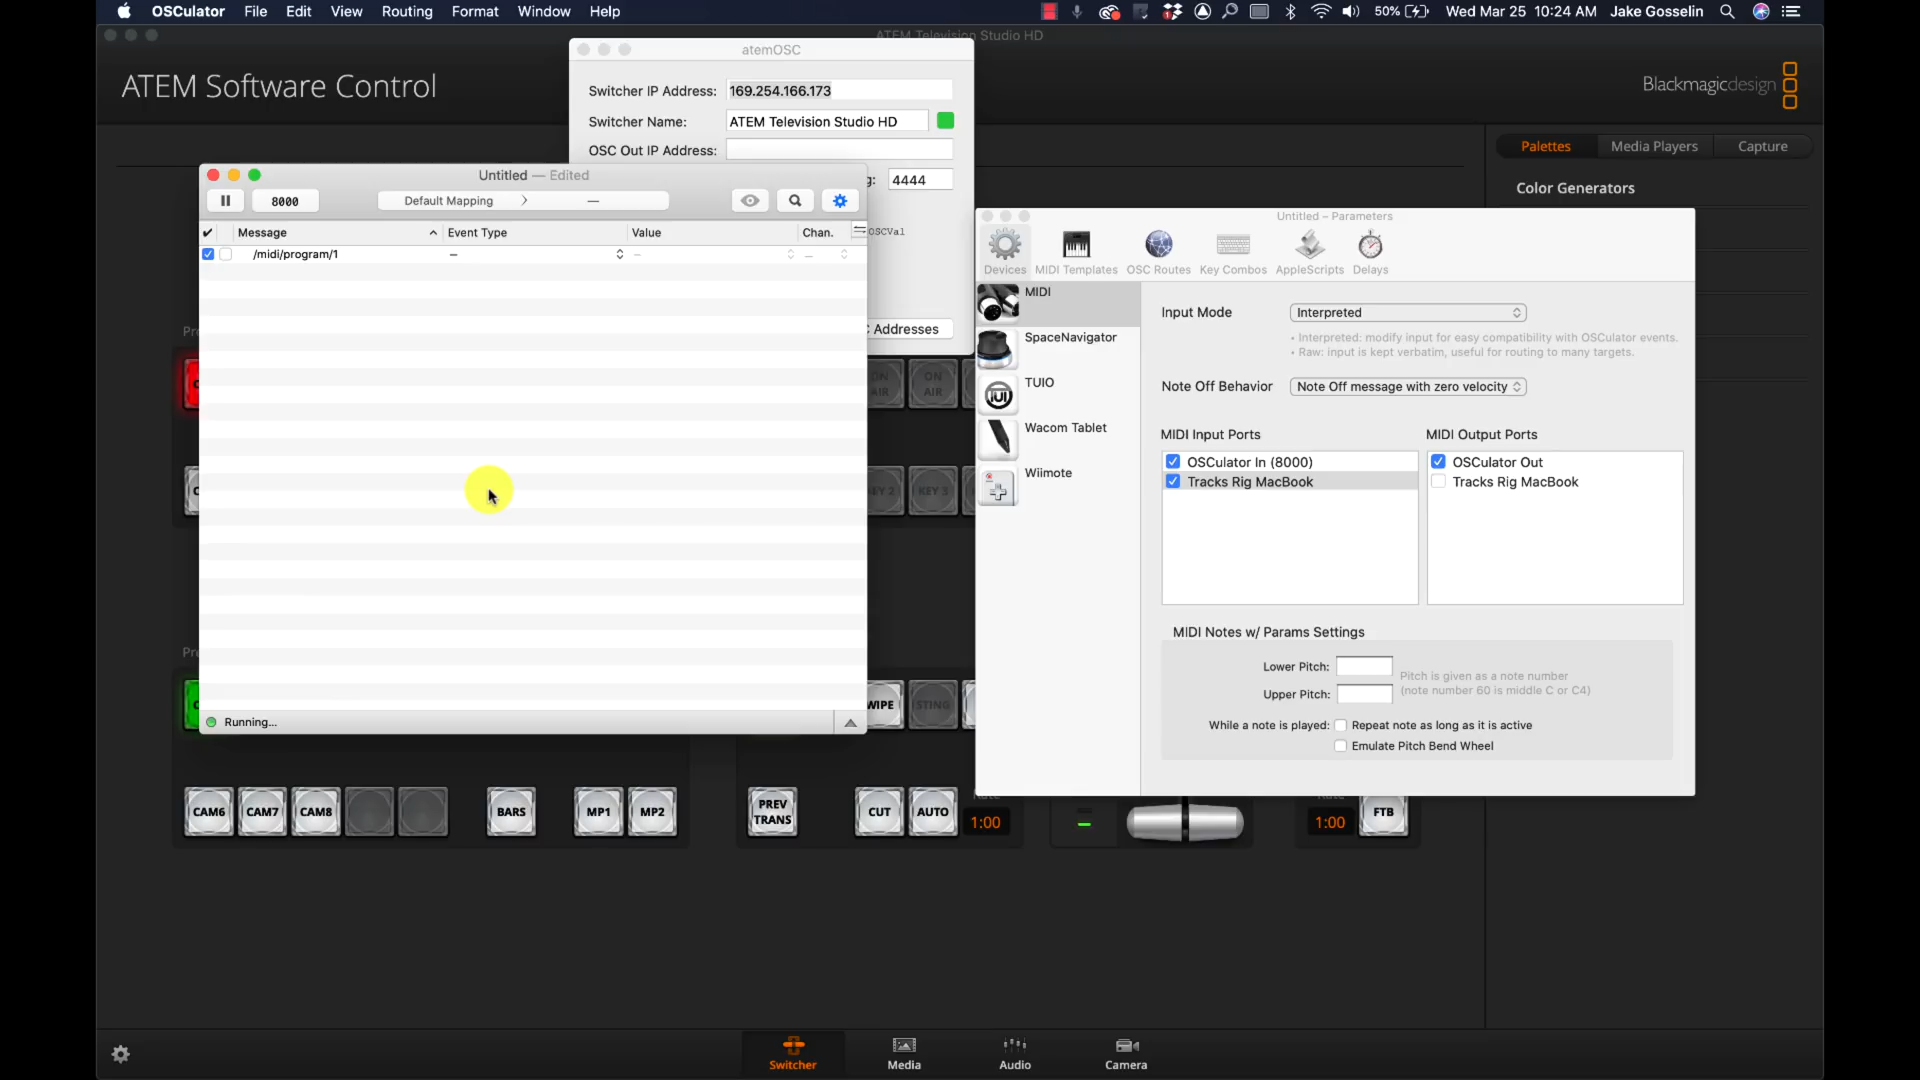 OSCulator File Edit View Routing Format Window Help
50% Wed Mar 25 10:24 AM Jake Gosselin
ATEM Television Studio HD
ATEM Software Control
Blackmagicdesign
atemOSC
Switcher IP Address: 169.254.166.173
Switcher Name: ATEM Television Studio HD
OSC Out IP Address:
g: 4444
OSCVal
Addresses
Palettes Media Players Capture
Color Generators
Untitled — Edited
8000
Default Mapping > —
Message Event Type Value Chan.
/midi/program/1 – – –
Running...
Untitled – Parameters
Devices MIDI Templates OSC Routes Key Combos AppleScripts Delays
MIDI
SpaceNavigator
TUIO
Wacom Tablet
Wiimote
Input Mode Interpreted
• Interpreted: modify input for easy compatibility with OSCulator events.
• Raw: input is kept verbatim, useful for routing to many targets.
Note Off Behavior Note Off message with zero velocity
MIDI Input Ports MIDI Output Ports
OSCulator In (8000) OSCulator Out
Tracks Rig MacBook Tracks Rig MacBook
MIDI Notes w/ Params Settings
Lower Pitch:
Upper Pitch:
Pitch is given as a note number
(note number 60 is middle C or C4)
While a note is played: Repeat note as long as it is active
Emulate Pitch Bend Wheel
Pr
ON AIR ON AIR
KEY 2 KEY 3
Pr
WIPE STING
CAM6 CAM7 CAM8 BARS MP1 MP2
PREV TRANS CUT AUTO 1:00 1:00 FTB
Switcher Media Audio Camera